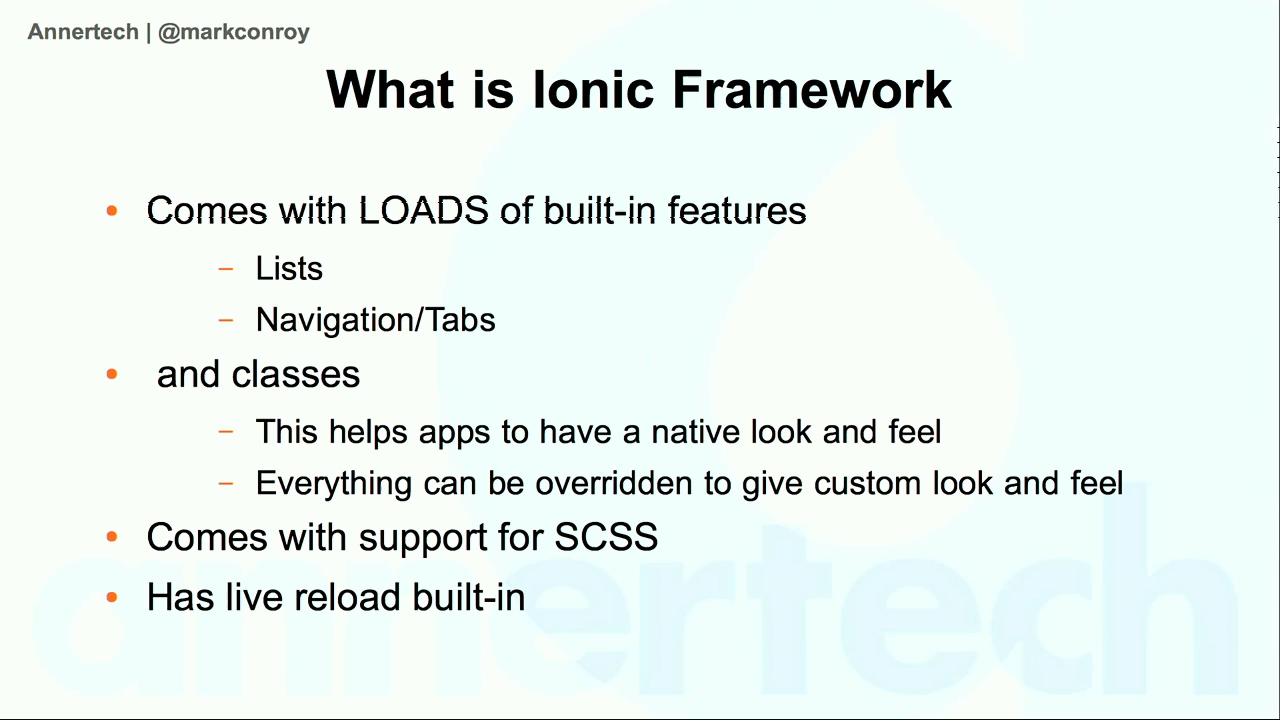 Annertech | @markconroy
What is Ionic Framework
• Comes with LOADS of built-in features
– Lists
– Navigation/Tabs
• and classes
– This helps apps to have a native look and feel
– Everything can be overridden to give custom look and feel
• Comes with support for SCSS
• Has live reload built-in
annertech